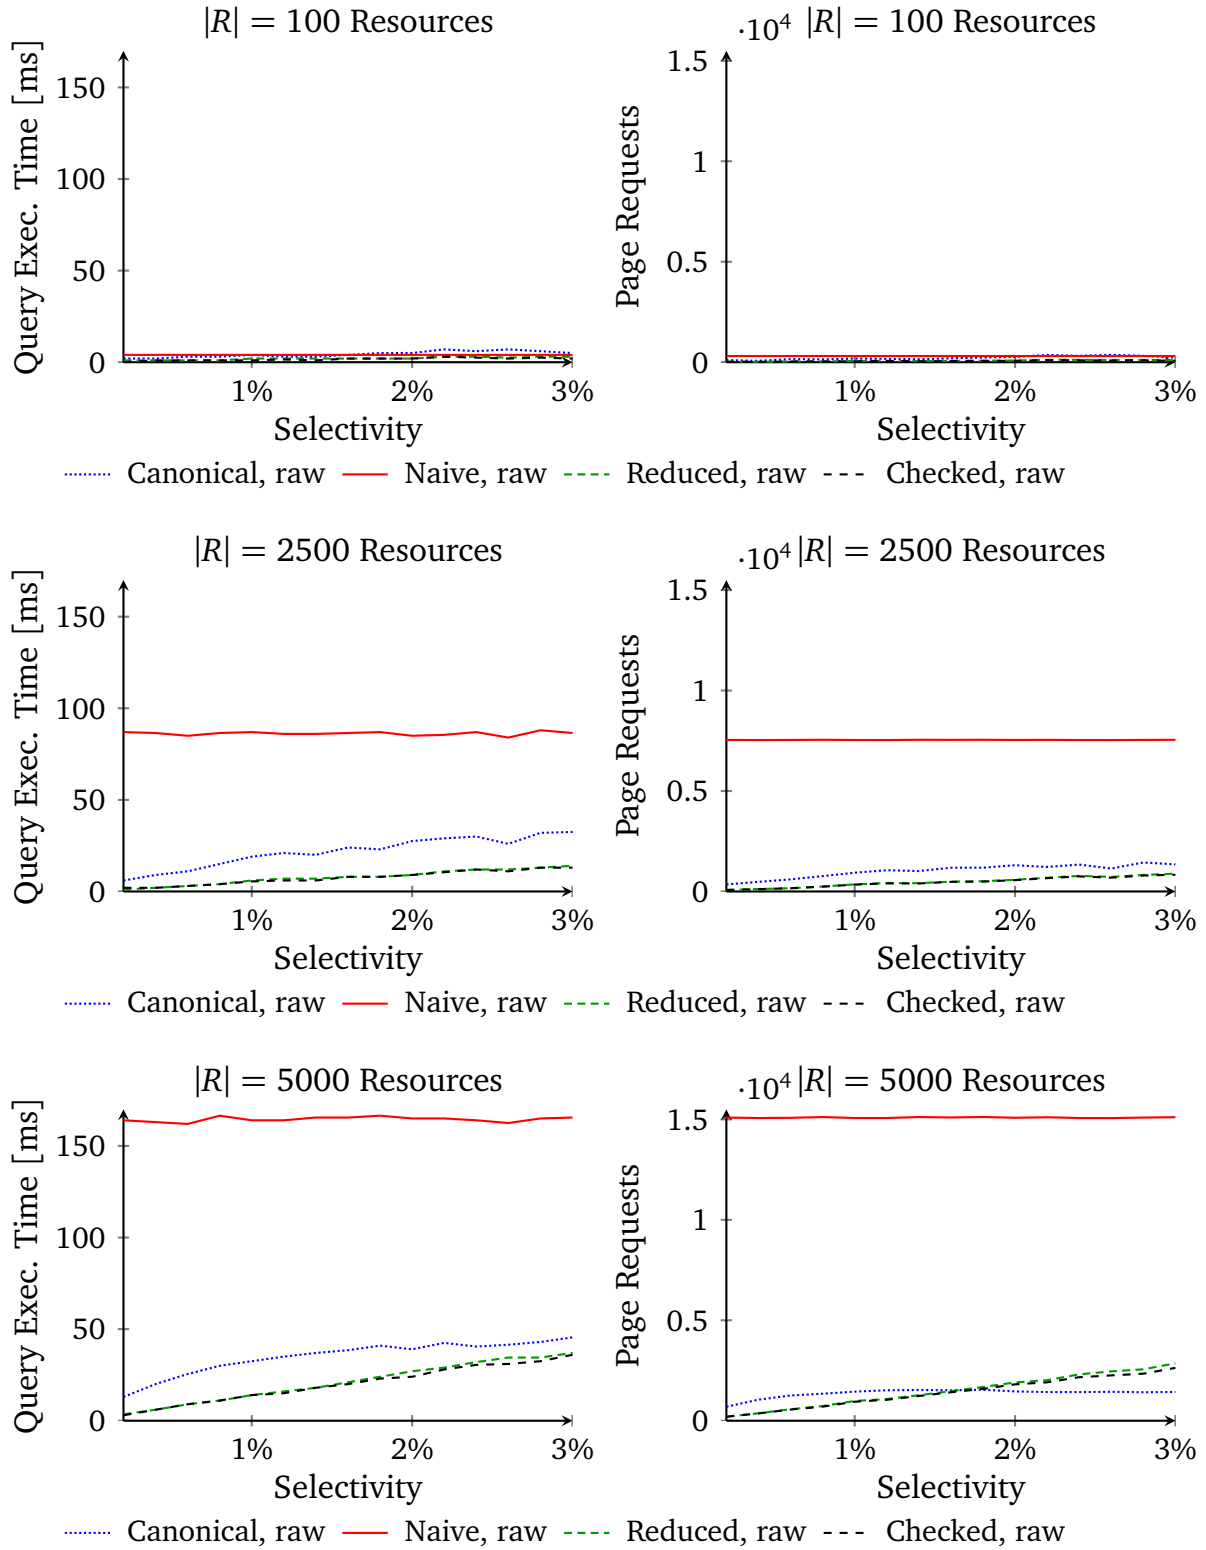 |R| = 100 Resources
Query Exec. Time [ms]
150
100
50
0
1% 2% 3%
Selectivity
·10⁴ |R| = 100 Resources
Page Requests
1.5
1
0.5
0
1% 2% 3%
Selectivity
Canonical, raw Naive, raw Reduced, raw Checked, raw
|R| = 2500 Resources
Query Exec. Time [ms]
150
100
50
0
1% 2% 3%
Selectivity
·10⁴ |R| = 2500 Resources
Page Requests
1.5
1
0.5
0
1% 2% 3%
Selectivity
Canonical, raw Naive, raw Reduced, raw Checked, raw
|R| = 5000 Resources
Query Exec. Time [ms]
150
100
50
0
1% 2% 3%
Selectivity
·10⁴ |R| = 5000 Resources
Page Requests
1.5
1
0.5
0
1% 2% 3%
Selectivity
Canonical, raw Naive, raw Reduced, raw Checked, raw